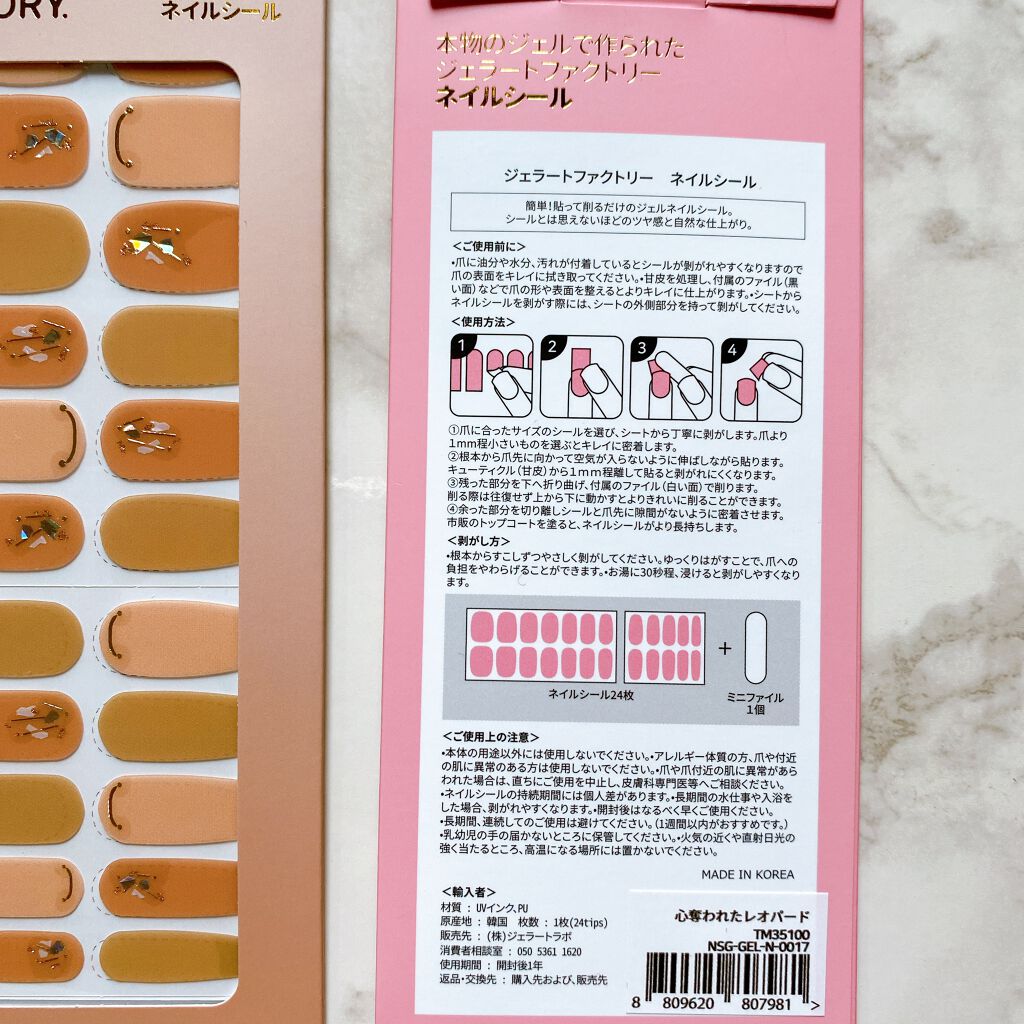 ORY.
ネイルシール
本物のジェルで作られた
ジェラートファクトリー
ネイルシール
ジェラートファクトリー ネイルシール
簡単!貼って削るだけのジェルネイルシール。
シールとは思えないほどのツヤ感と自然な仕上がり。
<ご使用前に>
•爪に油分や水分、汚れが付着しているとシールが剥がれやすくなりますので
爪の表面をキレイに拭き取ってください。•甘皮を処理し、付属のファイル(黒
い面)などで爪の形や表面を整えるとよりキレイに仕上がります。•シートから
ネイルシールを剥がす際には、シートの外側部分を持って剥がしてください。
<使用方法>
1 2 3 4
①爪に合ったサイズのシールを選び、シートから丁寧に剥がします。爪より
1mm程小さいものを選ぶとキレイに密着します。
②根本から爪先に向かって空気が入らないように伸ばしながら貼ります。
キューティクル(甘皮)から1mm程離して貼ると剥がれにくくなります。
③残った部分を下へ折り曲げ、付属のファイル(白い面)で削ります。
削る際は往復せず上から下に動かすとよりきれいに削ることができます。
④余った部分を切り離しシールと爪先に隙間がないように密着させます。
市販のトップコートを塗ると、ネイルシールがより長持ちします。
<剥がし方>
•根本からすこしずつやさしく剥がしてください。ゆっくりはがすことで、爪への
負担をやわらげることができます。•お湯に30秒程、浸けると剥がしやすくなり
ます。
+
ネイルシール24枚
ミニファイル
1個
<ご使用上の注意>
•本体の用途以外には使用しないでください。•アレルギー体質の方、爪や付近
の肌に異常のある方は使用しないでください。•爪や爪付近の肌に異常があら
われた場合は、直ちにご使用を中止し、皮膚科専門医等へご相談ください。
•ネイルシールの持続期間には個人差があります。•長期間の水仕事や入浴を
した場合、剥がれやすくなります。•開封後はなるべく早くご使用ください。
•長期間、連続してのご使用は避けてください。(1週間以内がおすすめです。)
•乳幼児の手の届かないところに保管してください。•火気の近くや直射日光の
強く当たるところ、高温になる場所には置かないでください。
MADE IN KOREA
<輸入者>
材質 : UVインク、PU
原産地 : 韓国 枚数 : 1枚(24tips)
販売先 : (株)ジェラートラボ
消費者相談室 : 050 5361 1620
使用期間 : 開封後1年
返品・交換先 : 購入先および、販売先
心奪われたレオパード
TM35100
NSG-GEL-N-0017
8 809620 807981 >